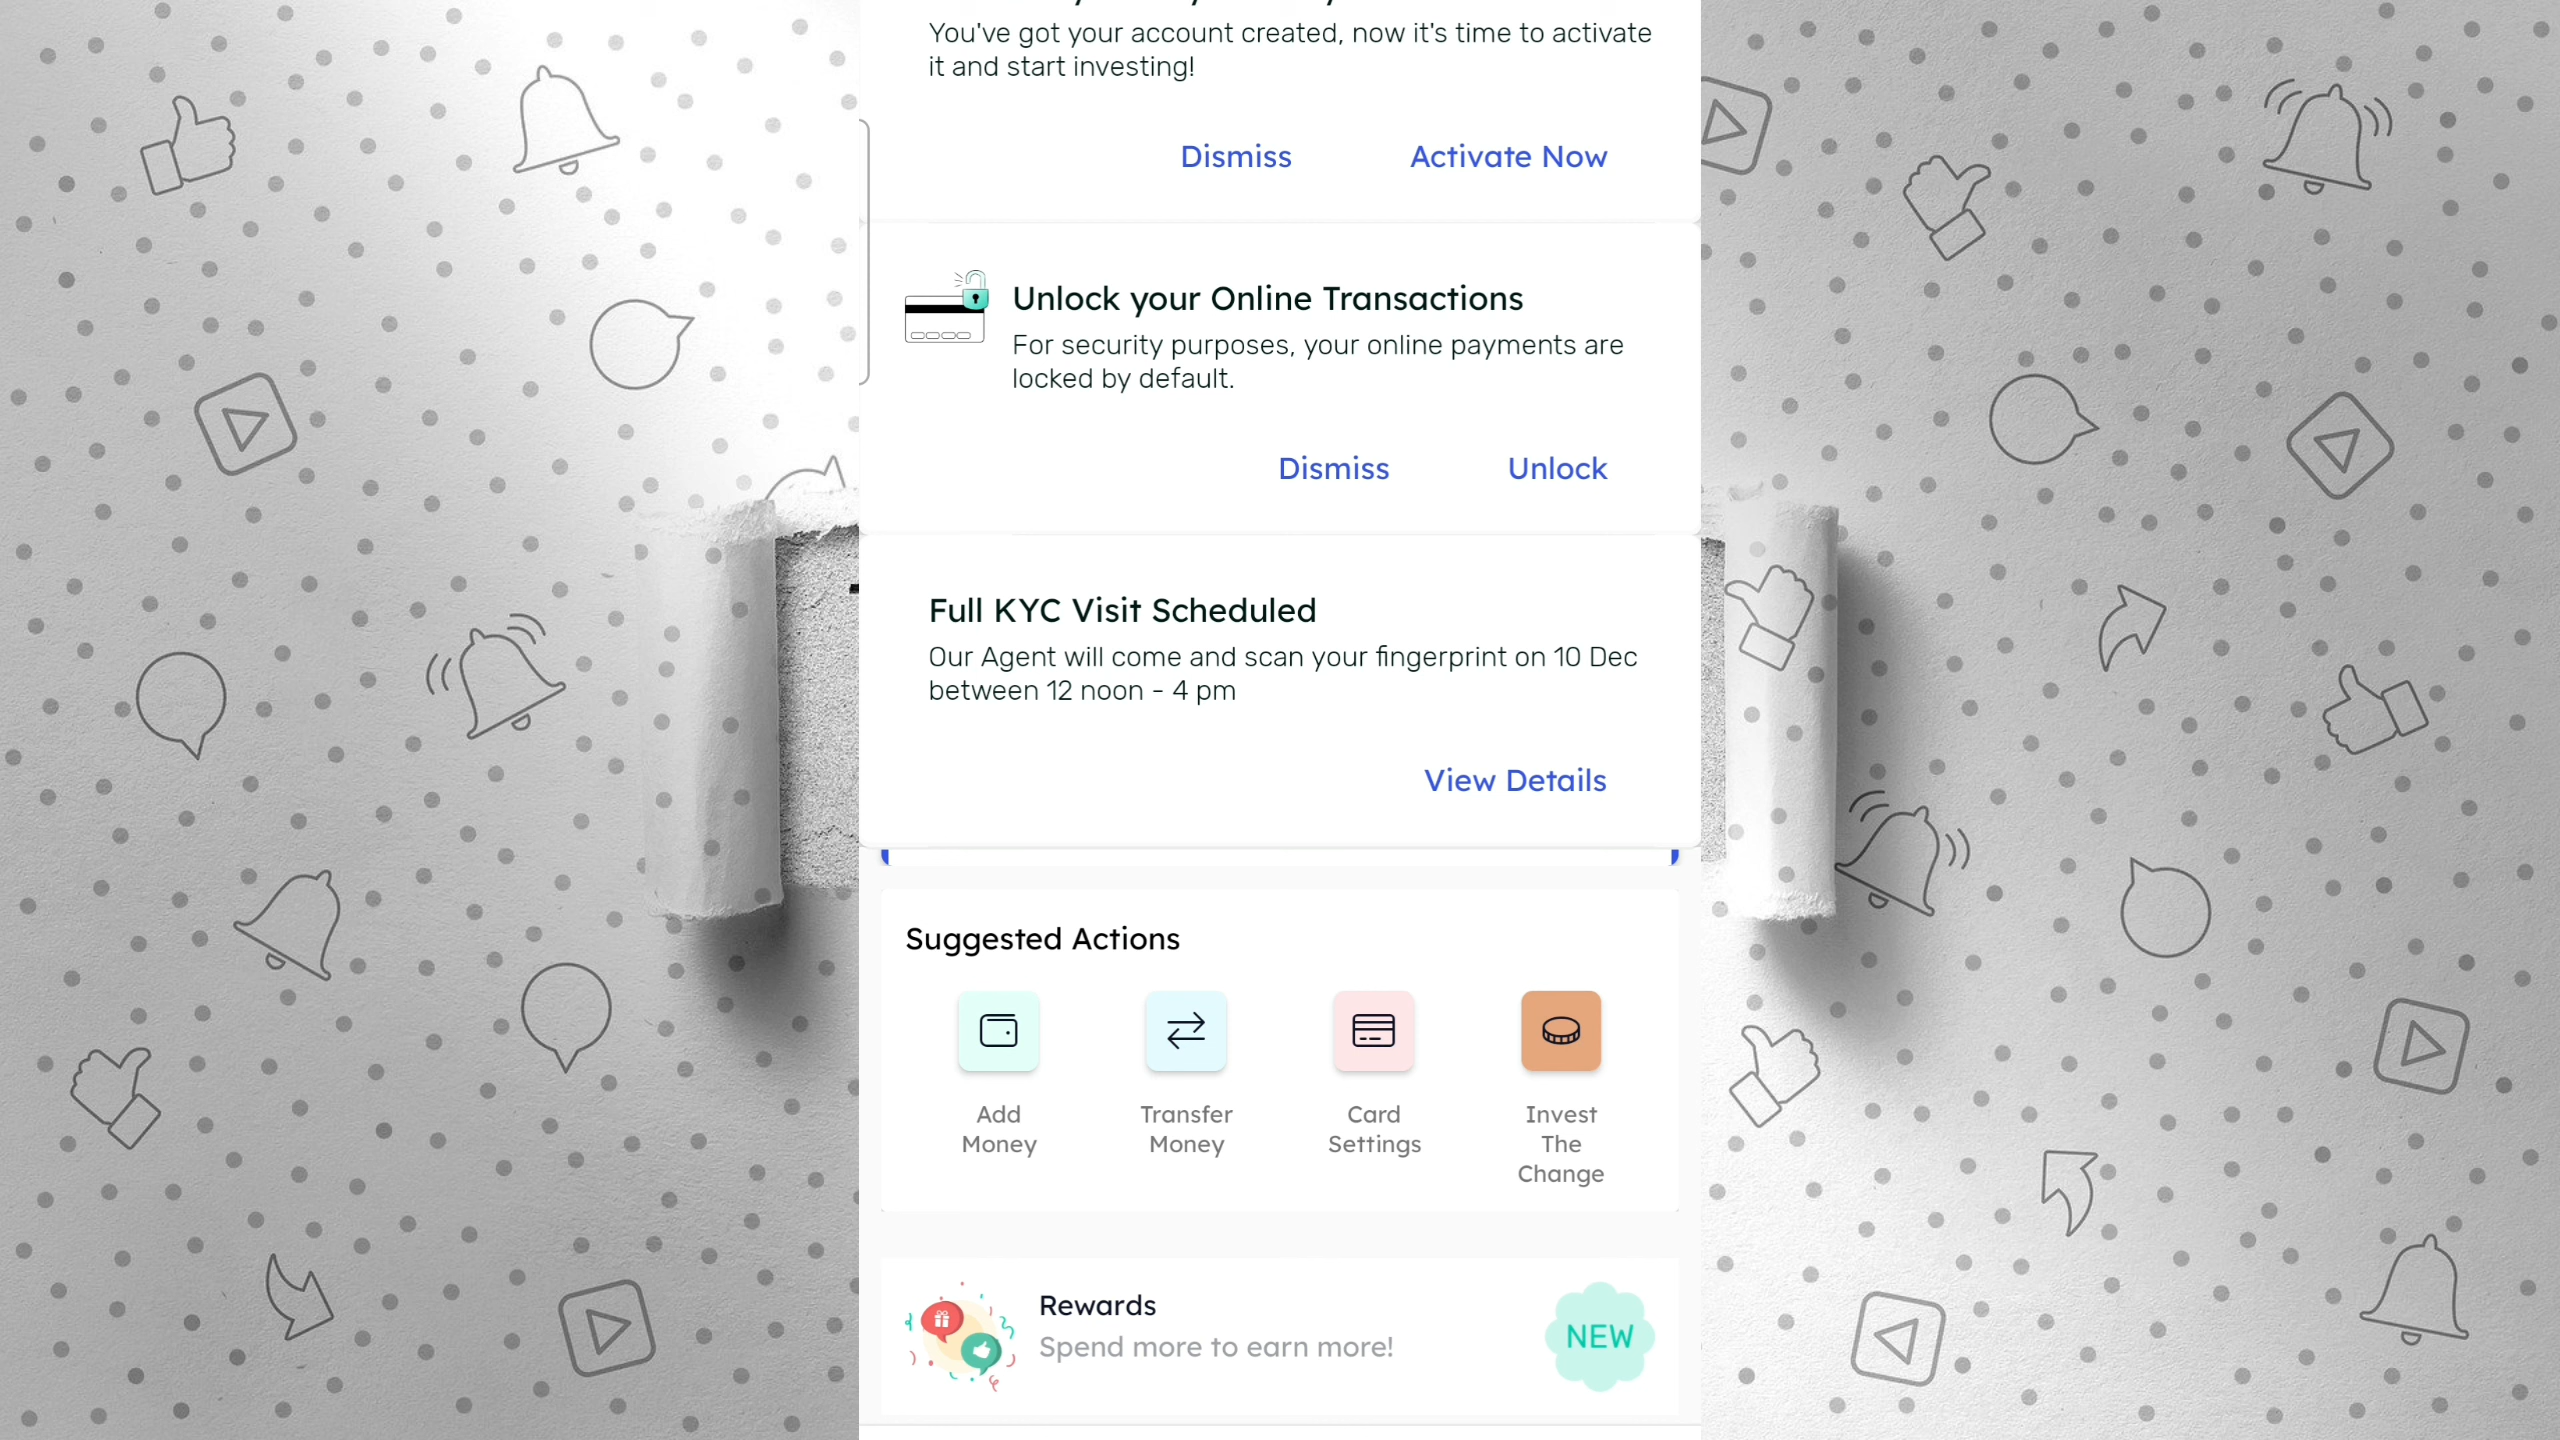 You've got your account created, now it's time to activate
it and start investing!
Dismiss
Activate Now
Unlock your Online Transactions
For security purposes, your online payments are
locked by default.
Dismiss
Unlock
Full KYC Visit Scheduled
Our Agent will come and scan your fingerprint on 10 Dec
between 12 noon - 4 pm
View Details
Suggested Actions
Add
Money
Transfer
Money
Card
Settings
Invest
The
Change
Rewards
Spend more to earn more!
NEW